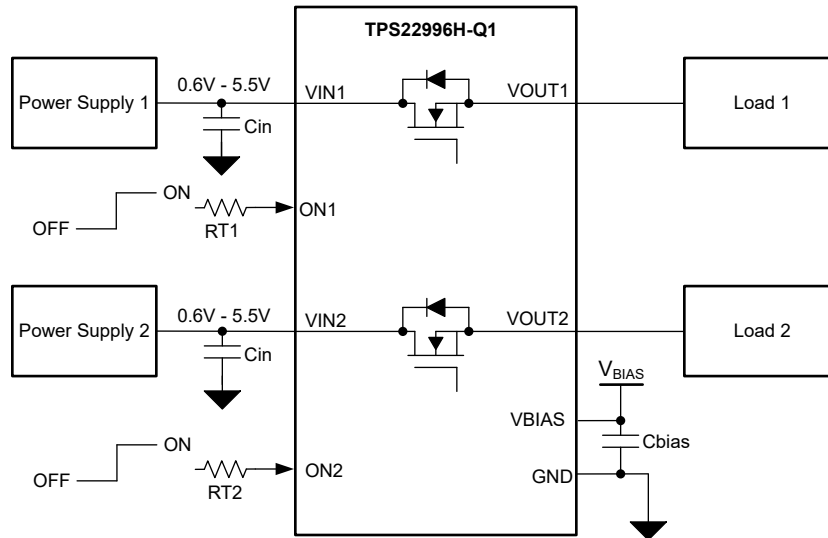 TPS22996H-Q1
Power Supply 1
0.6V - 5.5V
VIN1
VOUT1
Load 1
Cin
ON
OFF
RT1
ON1
Power Supply 2
0.6V - 5.5V
VIN2
VOUT2
Load 2
Cin
VBIAS
VBIAS
Cbias
ON
OFF
RT2
ON2
GND